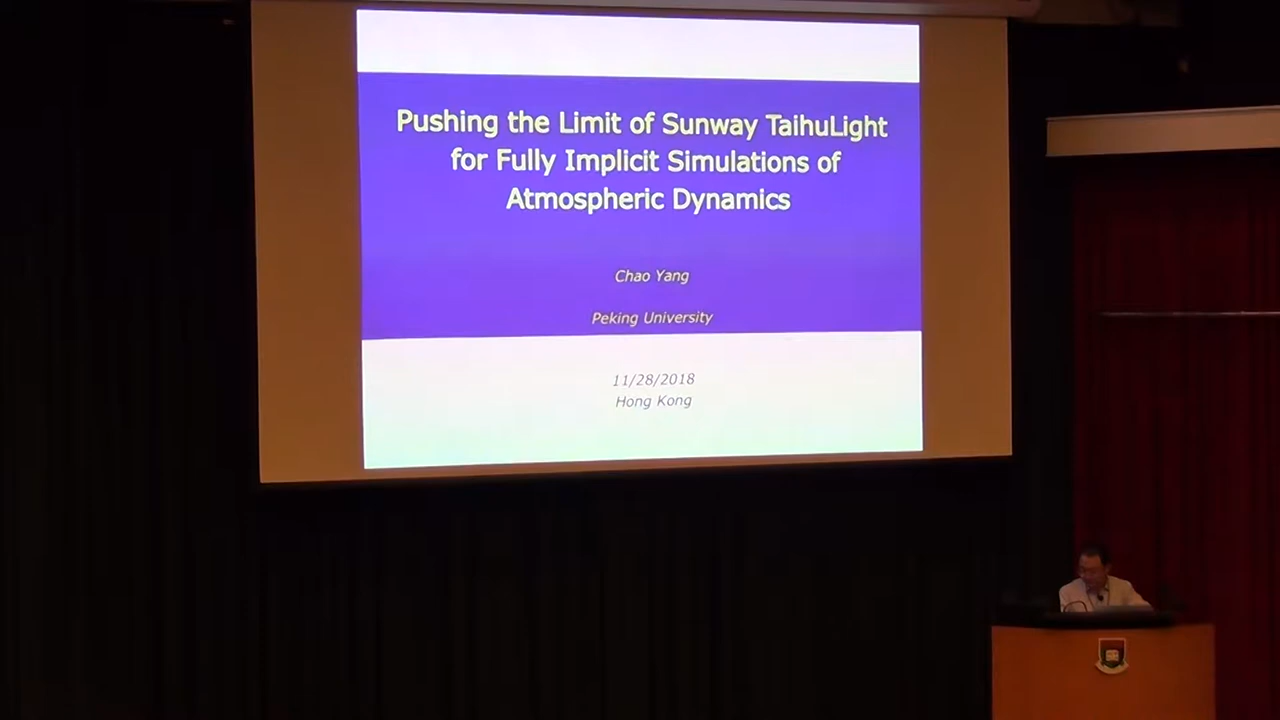 Pushing the Limit of Sunway TaihuLight
for Fully Implicit Simulations of
Atmospheric Dynamics
Chao Yang
Peking University
11/28/2018
Hong Kong